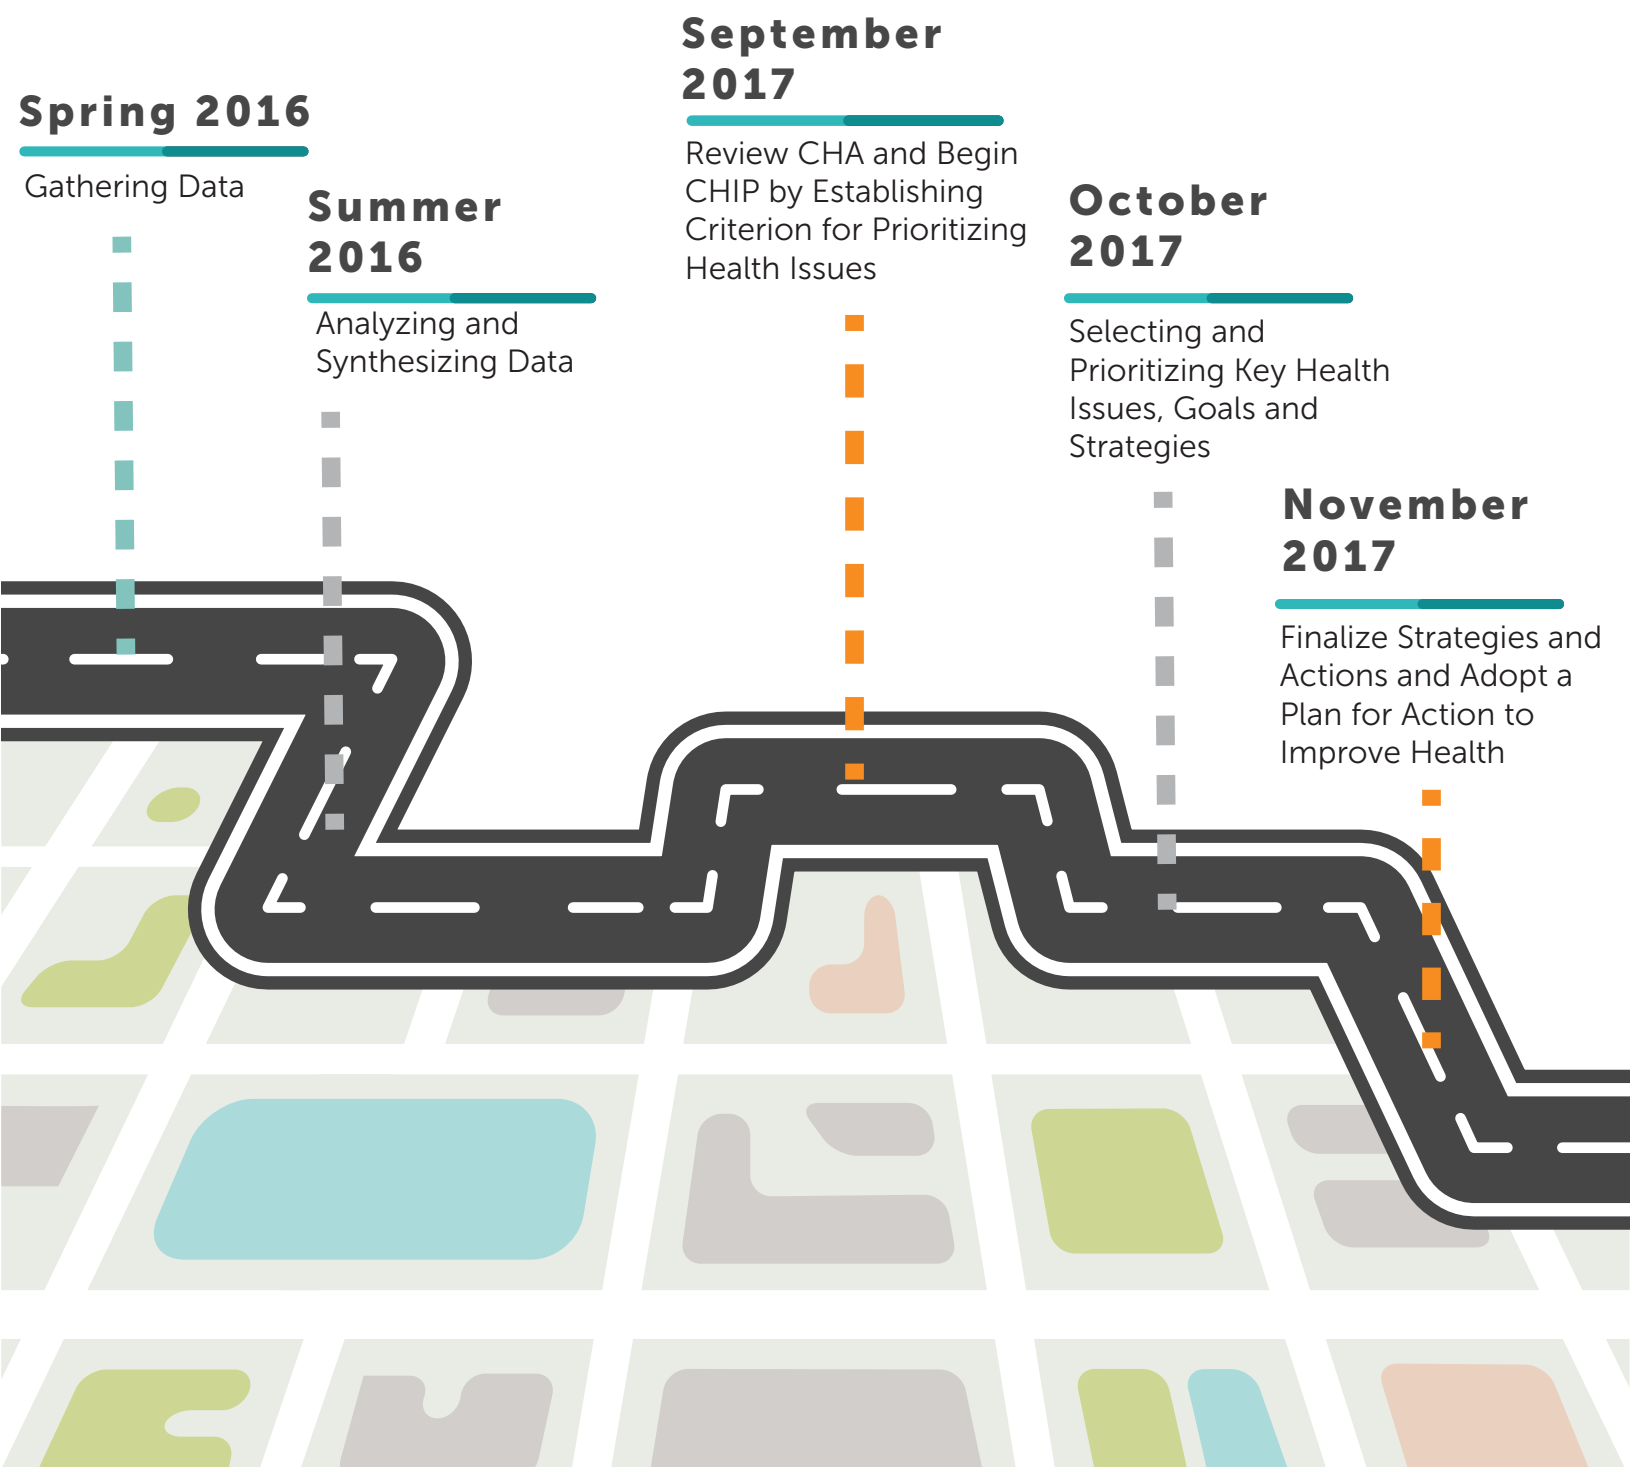 Spring 2016
Gathering Data
Summer
2016
Analyzing and
Synthesizing Data
September
2017
Review CHA and Begin
CHIP by Establishing
Criterion for Prioritizing
Health Issues
October
2017
Selecting and
Prioritizing Key Health
Issues, Goals and
Strategies
November
2017
Finalize Strategies and
Actions and Adopt a
Plan for Action to
Improve Health